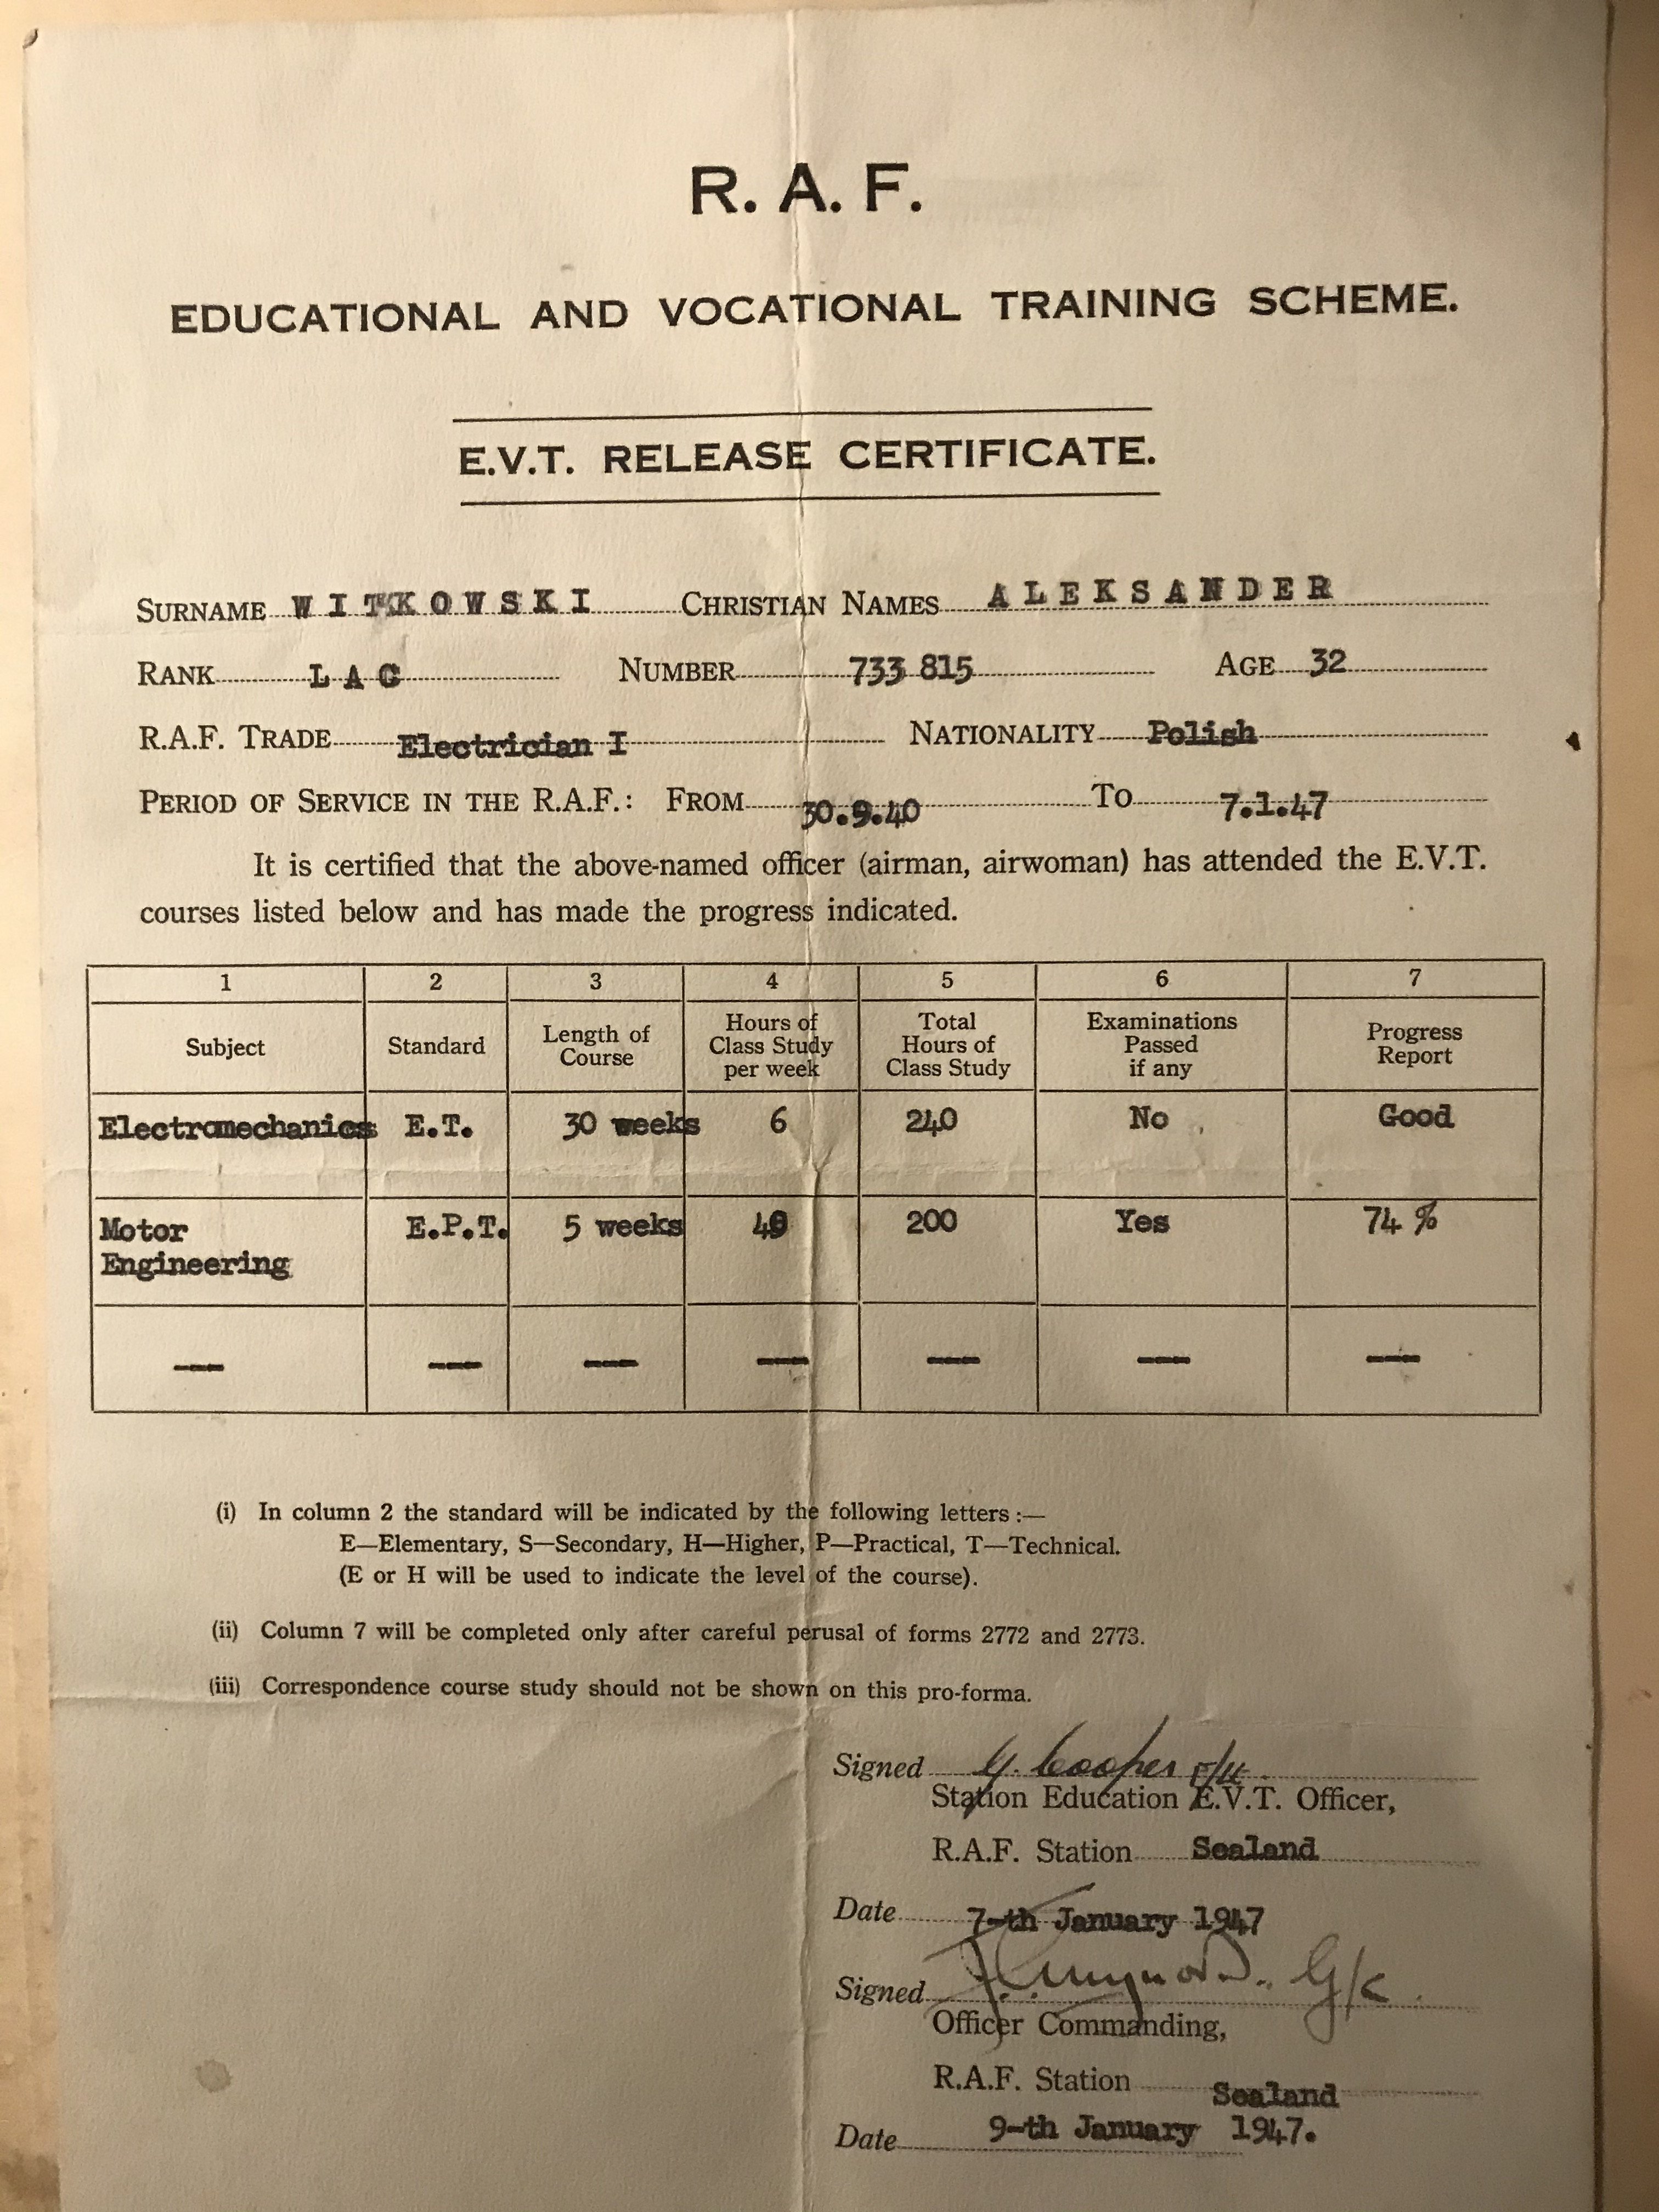 R. A. F.
EDUCATIONAL AND VOCATIONAL TRAINING SCHEME.
E.V.T. RELEASE CERTIFICATE.
SURNAME WITKOWSKI CHRISTIAN NAMES ALEKSANDER
RANK LAC NUMBER 733 815 AGE 32
R.A.F. TRADE Electrician I NATIONALITY Polish
PERIOD OF SERVICE IN THE R.A.F.: FROM 30.9.40 TO 7.1.47
It is certified that the above-named officer (airman, airwoman) has attended the E.V.T.
courses listed below and has made the progress indicated.
1 2 3 4 5 6 7
Subject Standard Length of Course Hours of Class Study per week Total Hours of Class Study Examinations Passed if any Progress Report
Electromechanics E.T. 30 weeks 6 240 No Good
Motor Engineering E.P.T. 5 weeks 40 200 Yes 74 %
(i) In column 2 the standard will be indicated by the following letters :—
E—Elementary, S—Secondary, H—Higher, P—Practical, T—Technical.
(E or H will be used to indicate the level of the course).
(ii) Column 7 will be completed only after careful perusal of forms 2772 and 2773.
(iii) Correspondence course study should not be shown on this pro-forma.
Signed G. Cooper F/Lt
Station Education E.V.T. Officer,
R.A.F. Station Sealand
Date 7-th January 1947
Signed G/C
Officer Commanding,
R.A.F. Station Sealand
Date 9-th January 1947.